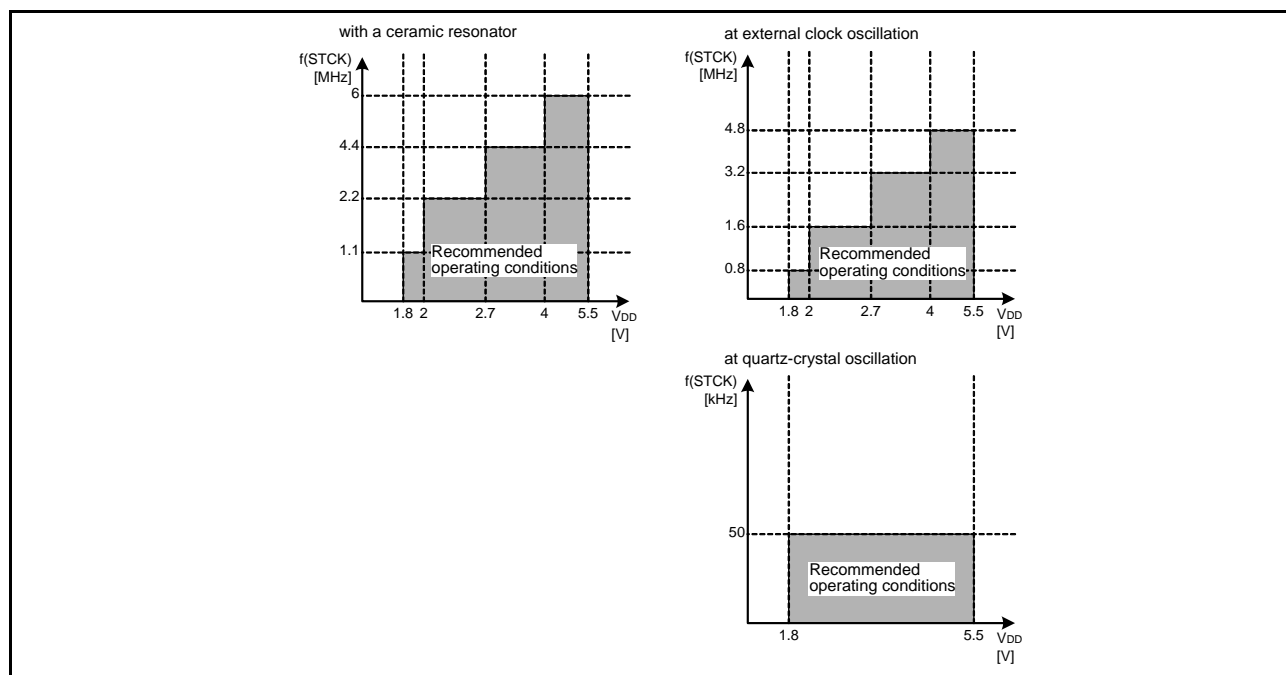 with a ceramic resonator
f(STCK)
[MHz]
6
4.4
2.2
1.1
Recommended
operating conditions
1.8 2 2.7 4 5.5 VDD
[V]
at external clock oscillation
f(STCK)
[MHz]
4.8
3.2
1.6
0.8
Recommended
operating conditions
1.8 2 2.7 4 5.5 VDD
[V]
at quartz-crystal oscillation
f(STCK)
[kHz]
50
Recommended
operating conditions
1.8 5.5 VDD
[V]